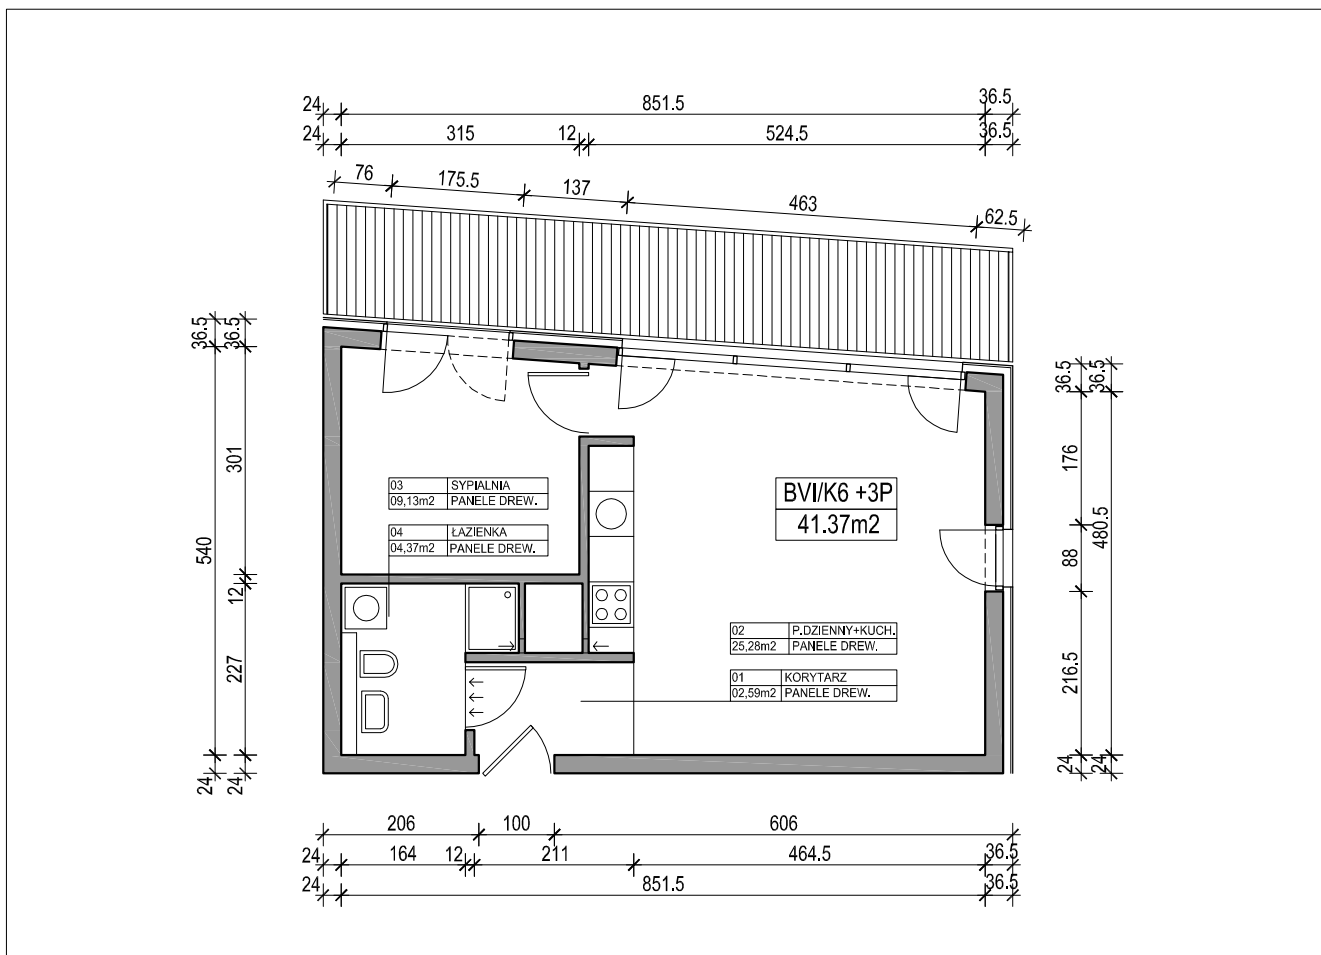 24 851.5 36.5
24 315 12 524.5 36.5
76 175.5 137 463 62.5
36.5 36.5
36.5 36.5
03 SYPIALNIA
09,13m2 PANELE DREW.
04 ŁAZIENKA
04,37m2 PANELE DREW.
BVI/K6 +3P
41.37m2
02 P.DZIENNY+KUCH.
25,28m2 PANELE DREW.
01 KORYTARZ
02,59m2 PANELE DREW.
540 301
12
227
24 24
176
88 480.5
216.5
24 24
206 100 606
24 164 12 211 464.5 36.5
24 851.5 36.5